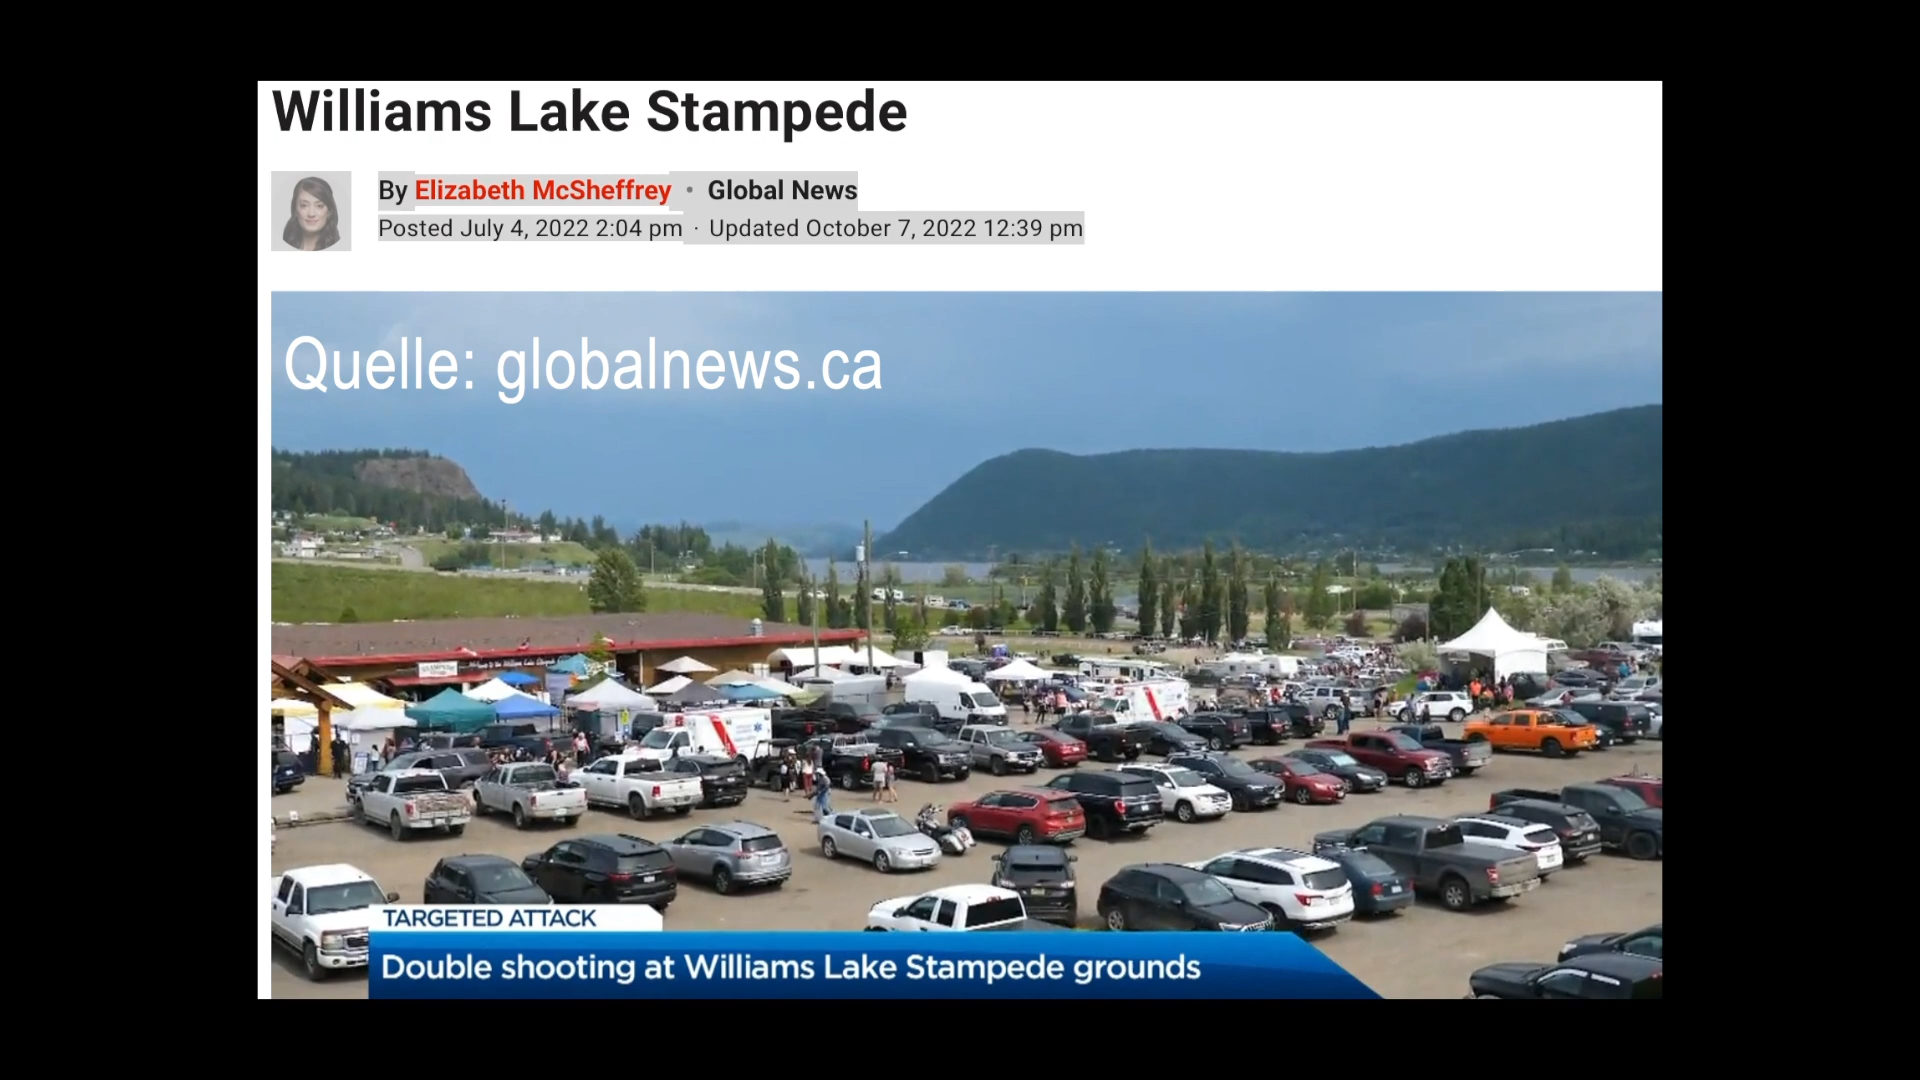 Williams Lake Stampede
By Elizabeth McSheffrey • Global News
Posted July 4, 2022 2:04 pm · Updated October 7, 2022 12:39 pm
Quelle: globalnews.ca
TARGETED ATTACK
Double shooting at Williams Lake Stampede grounds